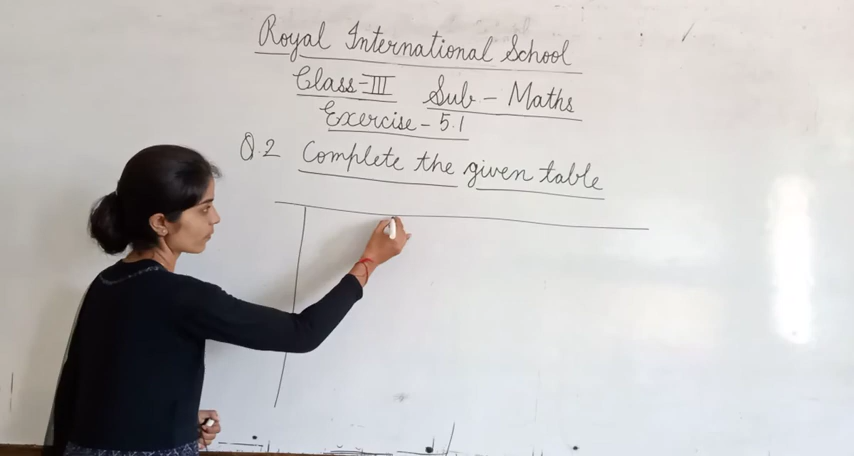 Royal International School
Class-III Sub - Maths
Exercise - 5.1
Q.2 Complete the given table